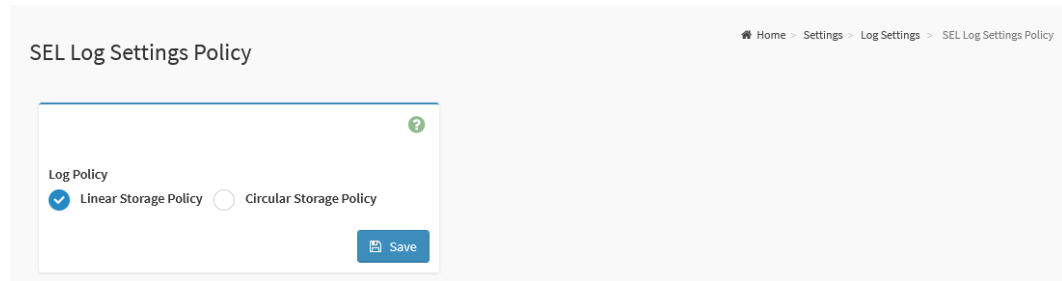 Home > Settings > Log Settings > SEL Log Settings Policy
SEL Log Settings Policy
?
Log Policy
Linear Storage Policy Circular Storage Policy
Save